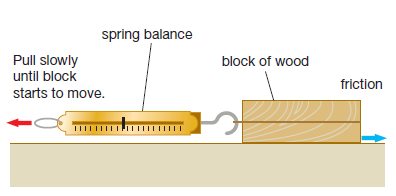 spring balance
Pull slowly
until block
starts to move.
block of wood
friction